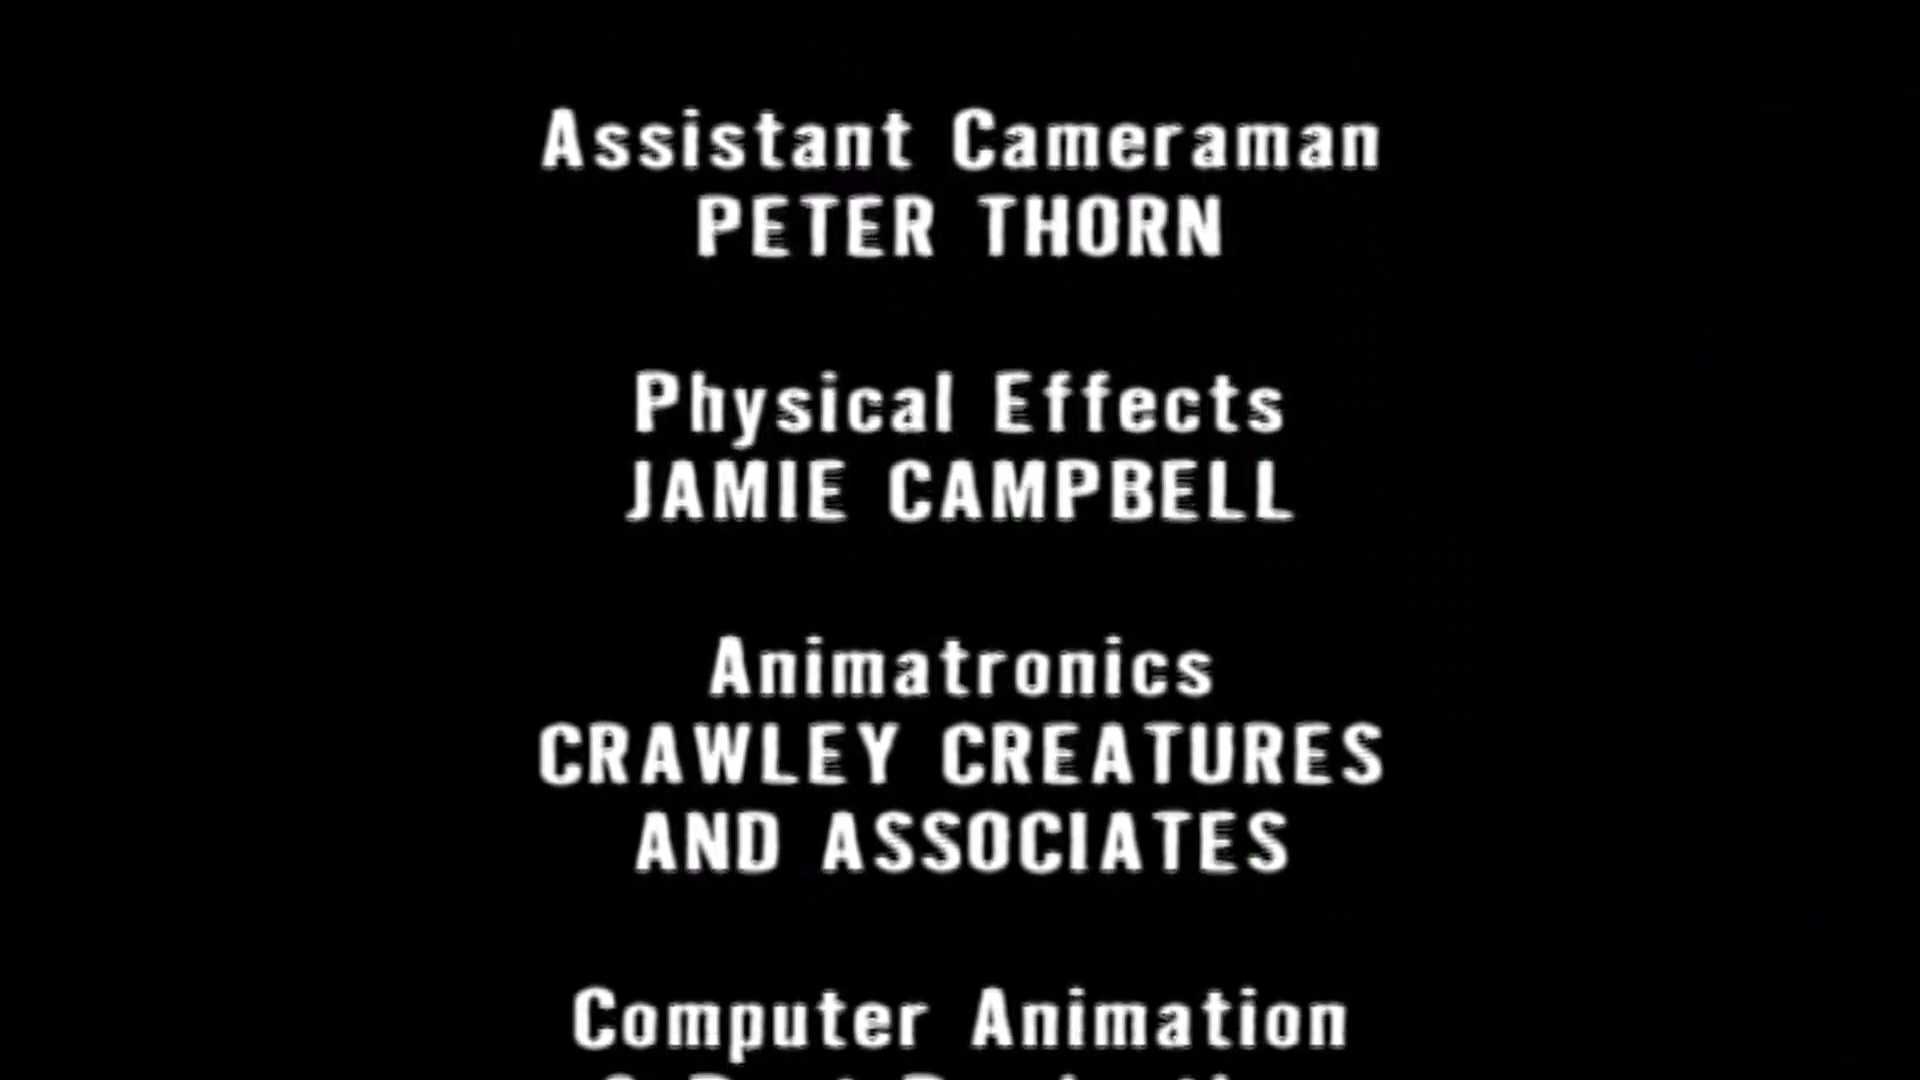 Assistant Cameraman
PETER THORN
Physical Effects
JAMIE CAMPBELL
Animatronics
CRAWLEY CREATURES
AND ASSOCIATES
Computer Animation